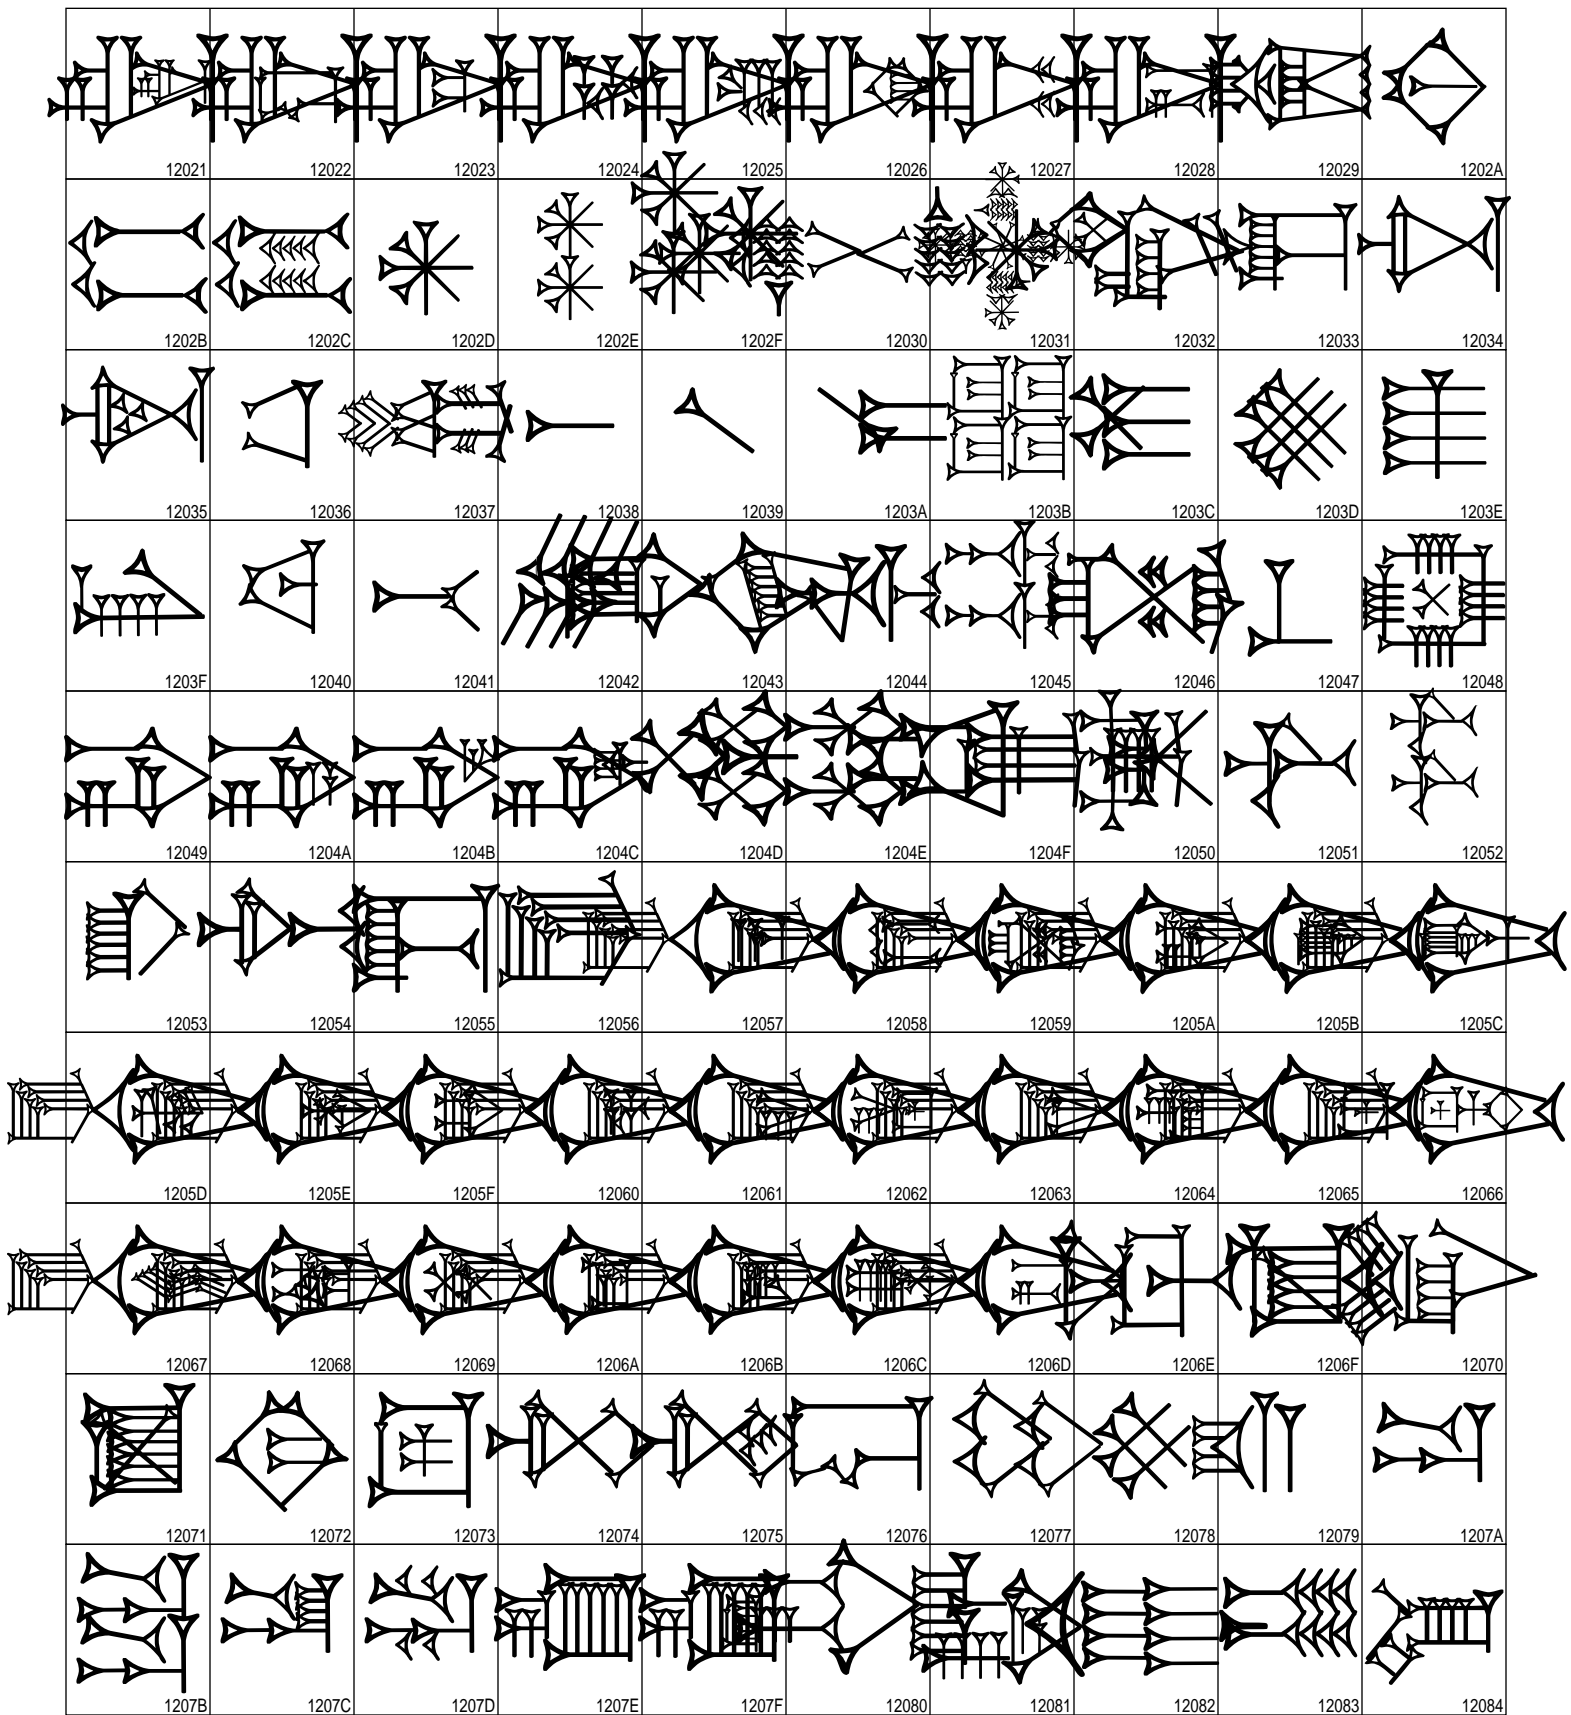 𒀡 𒀢 𒀣 𒀤 𒀥 𒀦 𒀧 𒀨 𒀩 𒀪
12021 12022 12023 12024 12025 12026 12027 12028 12029 1202A
𒀫 𒀬 𒀭 𒀮 𒀯 𒀰 𒀱 𒀲 𒀳 𒀴
1202B 1202C 1202D 1202E 1202F 12030 12031 12032 12033 12034
𒀵 𒀶 𒀷 𒀸 𒀹 𒀺 𒀻 𒀼 𒀽 𒀾
12035 12036 12037 12038 12039 1203A 1203B 1203C 1203D 1203E
𒀿 𒁀 𒁁 𒁂 𒁃 𒁄 𒁅 𒁆 𒁇 𒁈
1203F 12040 12041 12042 12043 12044 12045 12046 12047 12048
𒁉 𒁊 𒁋 𒁌 𒁍 𒁎 𒁏 𒁐 𒁑 𒁒
12049 1204A 1204B 1204C 1204D 1204E 1204F 12050 12051 12052
𒁓 𒁔 𒁕 𒁖 𒁗 𒁘 𒁙 𒁚 𒁛 𒁜
12053 12054 12055 12056 12057 12058 12059 1205A 1205B 1205C
𒁝 𒁞 𒁟 𒁠 𒁡 𒁢 𒁣 𒁤 𒁥 𒁦
1205D 1205E 1205F 12060 12061 12062 12063 12064 12065 12066
𒁧 𒁨 𒁩 𒁪 𒁫 𒁬 𒁭 𒁮 𒁯 𒁰
12067 12068 12069 1206A 1206B 1206C 1206D 1206E 1206F 12070
𒁱 𒁲 𒁳 𒁴 𒁵 𒁶 𒁷 𒁸 𒁹 𒁺
12071 12072 12073 12074 12075 12076 12077 12078 12079 1207A
𒁻 𒁼 𒁽 𒁾 𒁿 𒂀 𒂁 𒂂 𒂃 𒂄
1207B 1207C 1207D 1207E 1207F 12080 12081 12082 12083 12084